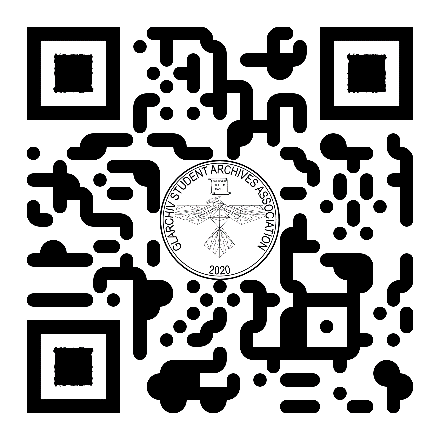 GLARCHIV STUDENT ARCHIVES ASSOCIATION
2020